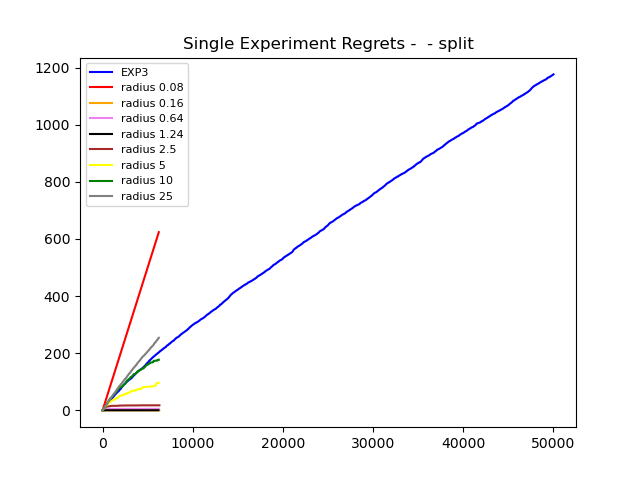 Single Experiment Regrets -  - split
1200
1000
800
600
400
200
0
EXP3
radius 0.08
radius 0.16
radius 0.64
radius 1.24
radius 2.5
radius 5
radius 10
radius 25
0 10000 20000 30000 40000 50000